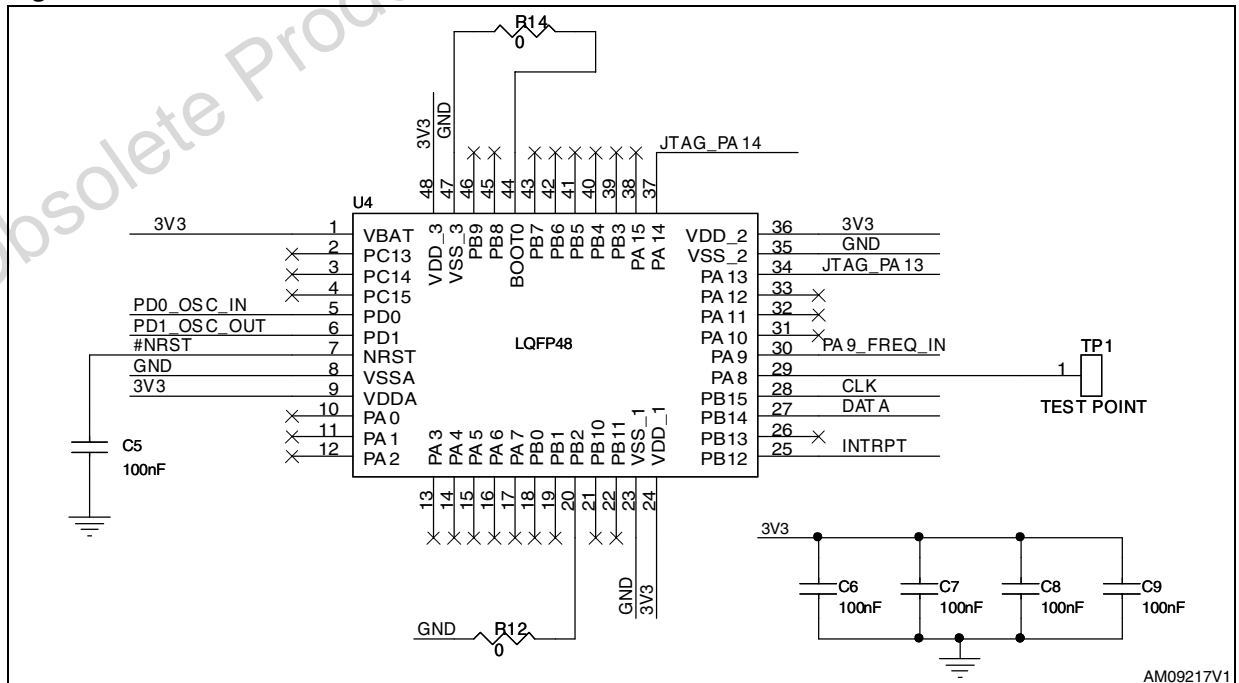 Obsolete Produ
R14
0
3V3
GND
JTAG_PA14
48
47
46
45
44
43
42
41
40
39
38
37
U4
VDD_3
VSS_3
PB9
PB8
BOOT0
PB7
PB6
PB5
PB4
PB3
PA15
PA14
3V3 1 VBAT
2 PC13
3 PC14
4 PC15
PD0_OSC_IN 5 PD0
PD1_OSC_OUT 6 PD1
#NRST 7 NRST
GND 8 VSSA
3V3 9 VDDA
10 PA0
11 PA1
12 PA2
LQFP48
VDD_2 36 3V3
VSS_2 35 GND
PA13 34 JTAG_PA13
PA12 33
PA11 32
PA10 31
PA9 30 PA9_FREQ_IN
PA8 29
PB15 28 CLK
PB14 27 DATA
PB13 26
PB12 25 INTRPT
TP1
1
TEST POINT
C5
100nF
PA3
PA4
PA5
PA6
PA7
PB0
PB1
PB2
PB10
PB11
VSS_1
VDD_1
13
14
15
16
17
18
19
20
21
22
23
24
GND
3V3
GND
R12
0
3V3
C6
100nF
C7
100nF
C8
100nF
C9
100nF
AM09217V1